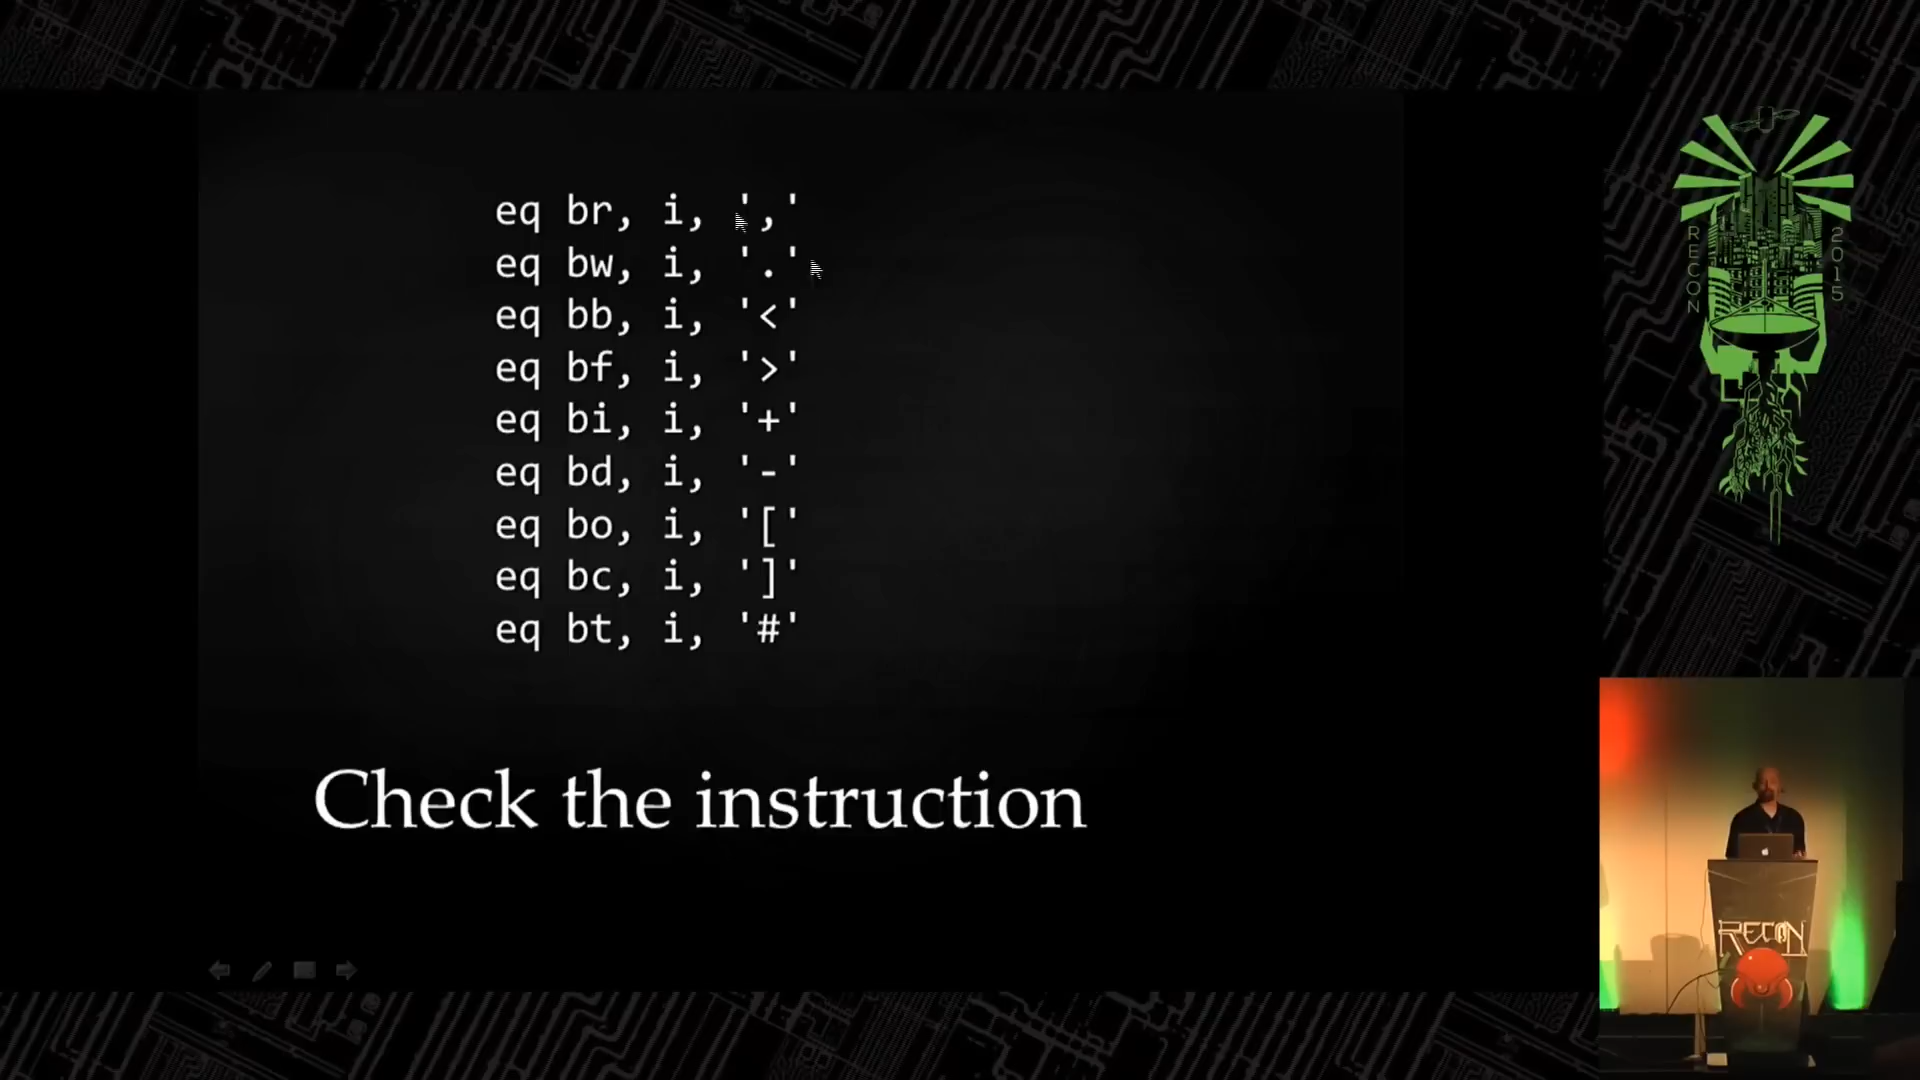 eq br, i, ','
eq bw, i, '.'
eq bb, i, '<'
eq bf, i, '>'
eq bi, i, '+'
eq bd, i, '-'
eq bo, i, '['
eq bc, i, ']'
eq bt, i, '#'
Check the instruction
RECON
2015
RECON